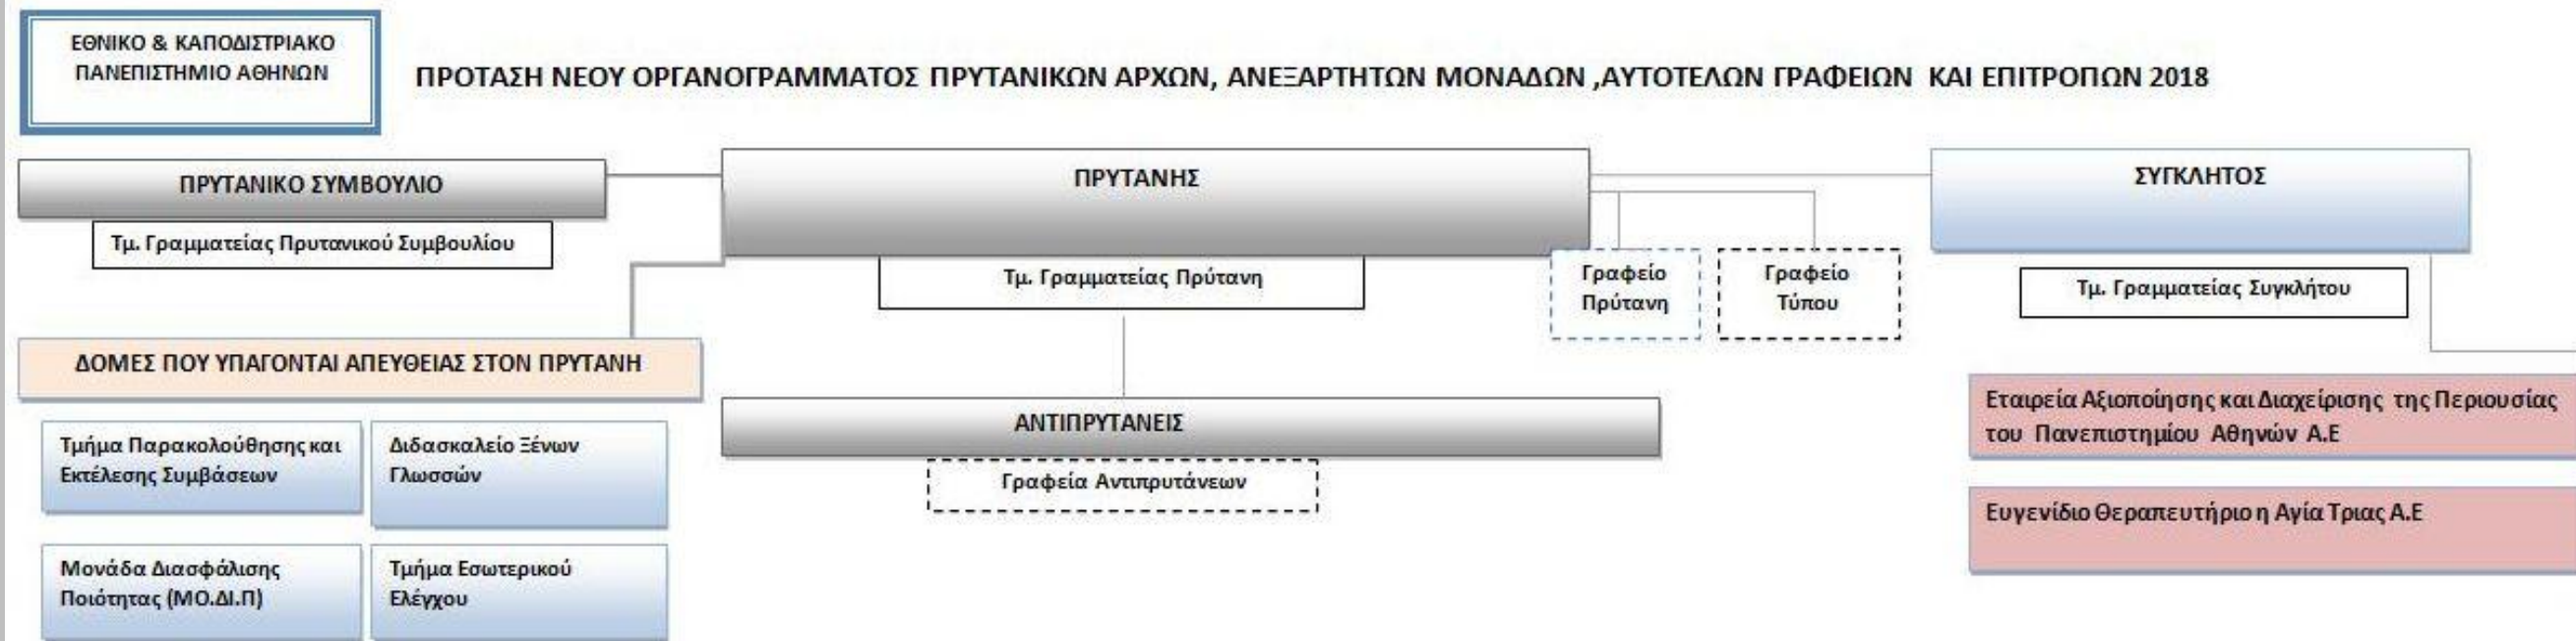 ΕΘΝΙΚΟ & ΚΑΠΟΔΙΣΤΡΙΑΚΟ
ΠΑΝΕΠΙΣΤΗΜΙΟ ΑΘΗΝΩΝ
ΠΡΟΤΑΣΗ ΝΕΟΥ ΟΡΓΑΝΟΓΡΑΜΜΑΤΟΣ ΠΡΥΤΑΝΙΚΩΝ ΑΡΧΩΝ, ΑΝΕΞΑΡΤΗΤΩΝ ΜΟΝΑΔΩΝ ,ΑΥΤΟΤΕΛΩΝ ΓΡΑΦΕΙΩΝ ΚΑΙ ΕΠΙΤΡΟΠΩΝ 2018
ΠΡΥΤΑΝΙΚΟ ΣΥΜΒΟΥΛΙΟ
Τμ. Γραμματείας Πρυτανικού Συμβουλίου
ΠΡΥΤΑΝΗΣ
Τμ. Γραμματείας Πρύτανη
Γραφείο
Πρύτανη
Γραφείο
Τύπου
ΣΥΓΚΛΗΤΟΣ
Τμ. Γραμματείας Συγκλήτου
ΔΟΜΕΣ ΠΟΥ ΥΠΑΓΟΝΤΑΙ ΑΠΕΥΘΕΙΑΣ ΣΤΟΝ ΠΡΥΤΑΝΗ
Τμήμα Παρακολούθησης και
Εκτέλεσης Συμβάσεων
Διδασκαλείο Ξένων
Γλωσσών
Μονάδα Διασφάλισης
Ποιότητας (ΜΟ.ΔΙ.Π)
Τμήμα Εσωτερικού
Ελέγχου
ΑΝΤΙΠΡΥΤΑΝΕΙΣ
Γραφεία Αντιπρυτάνεων
Εταιρεία Αξιοποίησης και Διαχείρισης της Περιουσίας
του Πανεπιστημίου Αθηνών Α.Ε
Ευγενίδιο Θεραπευτήριο η Αγία Τριας Α.Ε